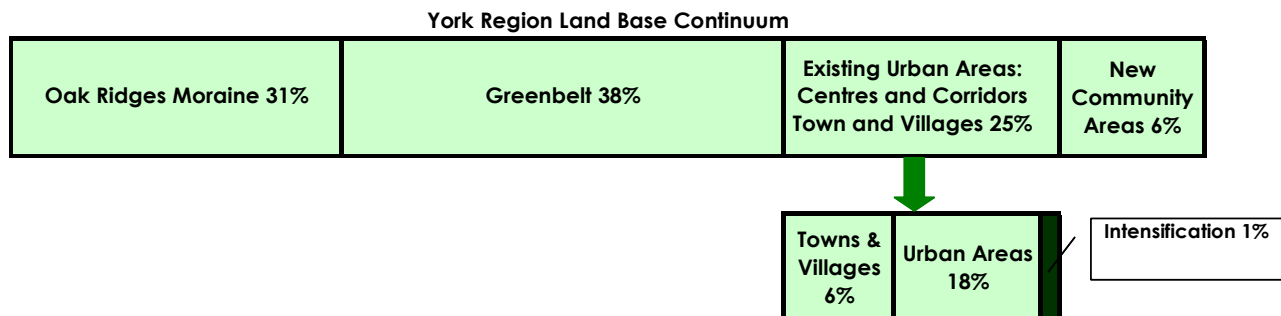 York Region Land Base Continuum
Oak Ridges Moraine 31%
Greenbelt 38%
Existing Urban Areas:
Centres and Corridors
Town and Villages 25%
New
Community
Areas 6%
Towns &
Villages
6%
Urban Areas
18%
Intensification 1%